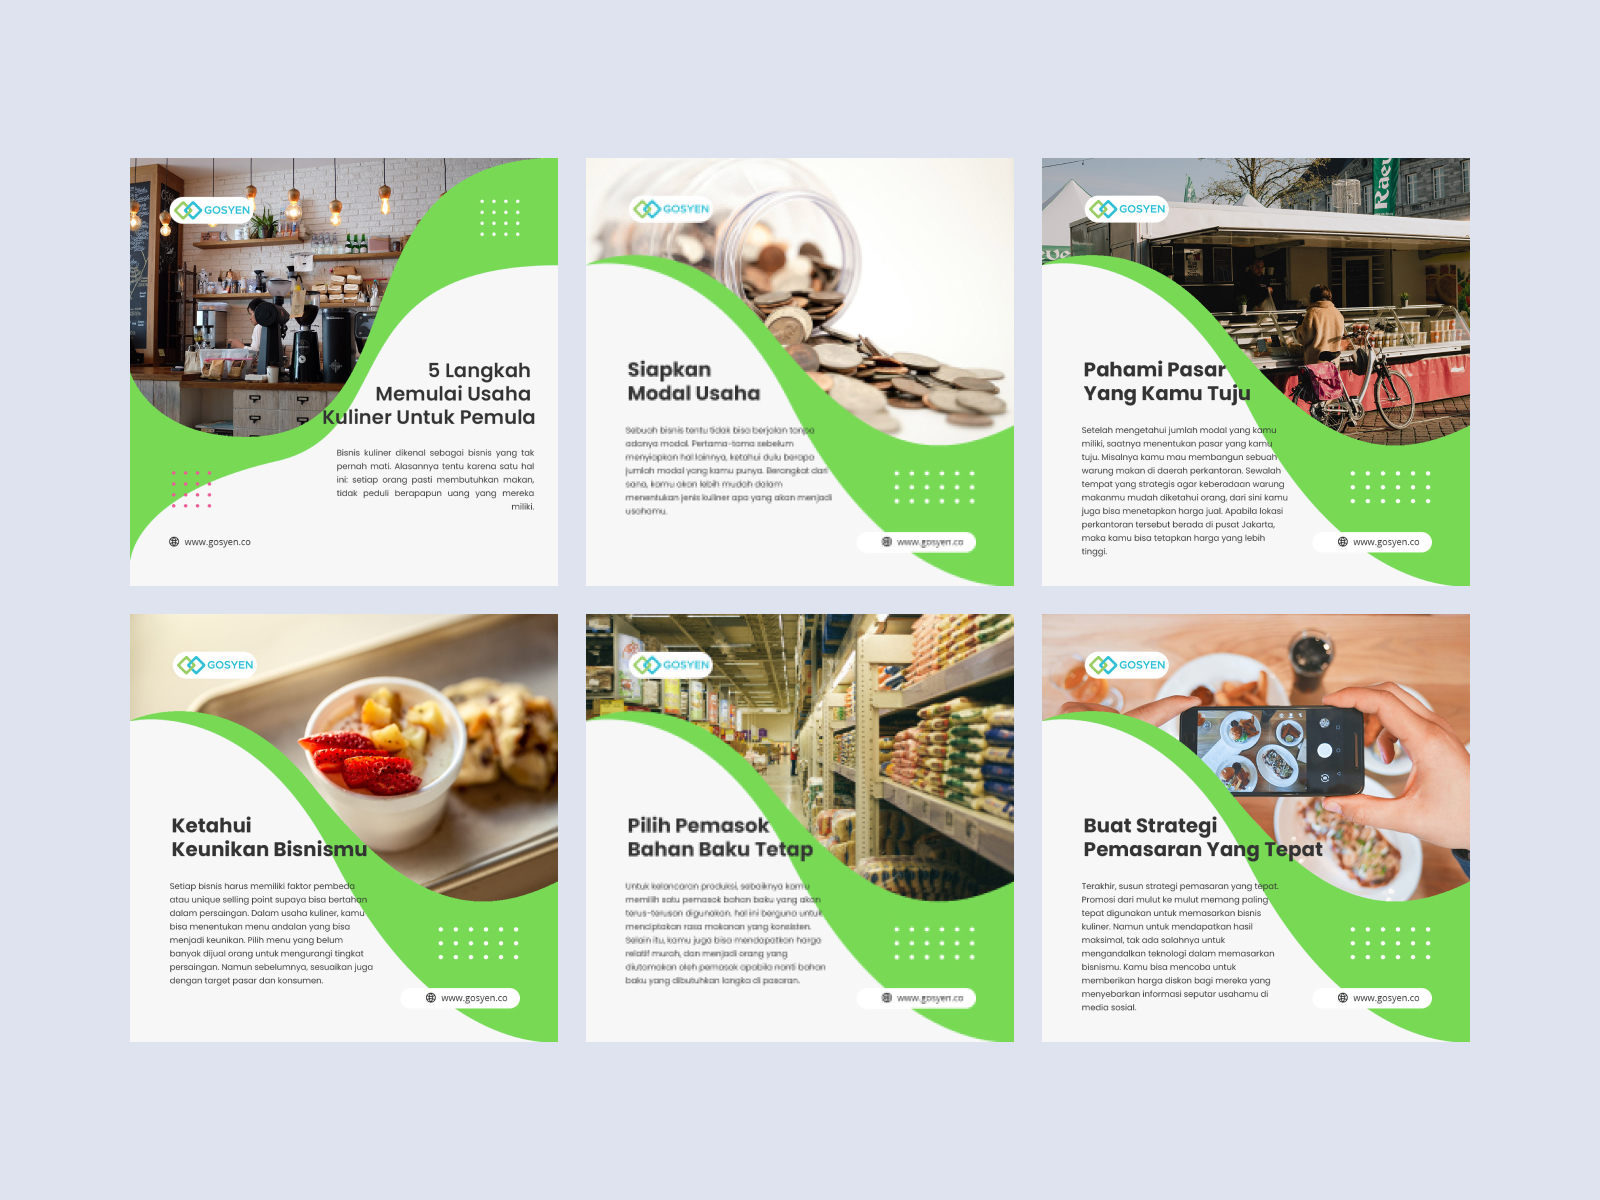 GOSYEN
5 Langkah
Memulai Usaha
Kuliner Untuk Pemula
Bisnis kuliner dikenal sebagai bisnis yang tak
pernah mati. Alasannya tentu karena satu hal
ini: setiap orang pasti membutuhkan makan,
tidak peduli berapapun uang yang mereka
miliki.
www.gosyen.co
GOSYEN
Siapkan
Modal Usaha
Sebuah bisnis tentu tidak bisa berjalan tanpa
adanya modal. Pertama-tama sebelum
menyiapkan hal lainnya, ketahui dulu berapa
jumlah modal yang kamu punya. Berangkat dari
sana, kamu akan lebih mudah dalam
menentukan jenis kuliner apa yang akan menjadi
usahamu.
www.gosyen.co
Raev
GOSYEN
Pahami Pasar
Yang Kamu Tuju
Setelah mengetahui jumlah modal yang kamu
miliki, saatnya menentukan pasar yang kamu
tuju. Misalnya kamu mau membangun sebuah
warung makan di daerah perkantoran. Sewalah
tempat yang strategis agar keberadaan warung
makanmu mudah diketahui orang, dari sini kamu
juga bisa menetapkan harga jual. Apabila lokasi
perkantoran tersebut berada di pusat Jakarta,
maka kamu bisa tetapkan harga yang lebih
tinggi.
www.gosyen.co
GOSYEN
Ketahui
Keunikan Bisnismu
Setiap bisnis harus memiliki faktor pembeda
atau unique selling point supaya bisa bertahan
dalam persaingan. Dalam usaha kuliner, kamu
bisa menentukan menu andalan yang bisa
menjadi keunikan. Pilih menu yang belum
banyak dijual orang untuk mengurangi tingkat
persaingan. Namun sebelumnya, sesuaikan juga
dengan target pasar dan konsumen.
www.gosyen.co
GOSYEN
Pilih Pemasok
Bahan Baku Tetap
Untuk kelancaran produksi, sebaiknya kamu
memilih satu pemasok bahan baku yang akan
terus-terusan digunakan. hal ini berguna untuk
menciptakan rasa makanan yang konsisten.
Selain itu, kamu juga bisa mendapatkan harga
relatif murah, dan menjadi orang yang
diutamakan oleh pemasok apabila nanti bahan
baku yang dibutuhkan langka di pasaran.
www.gosyen.co
GOSYEN
Buat Strategi
Pemasaran Yang Tepat
Terakhir, susun strategi pemasaran yang tepat.
Promosi dari mulut ke mulut memang paling
tepat digunakan untuk memasarkan bisnis
kuliner. Namun untuk mendapatkan hasil
maksimal, tak ada salahnya untuk
mengandalkan teknologi dalam memasarkan
bisnismu. Kamu bisa mencoba untuk
memberikan harga diskon bagi mereka yang
menyebarkan informasi seputar usahamu di
media sosial.
www.gosyen.co